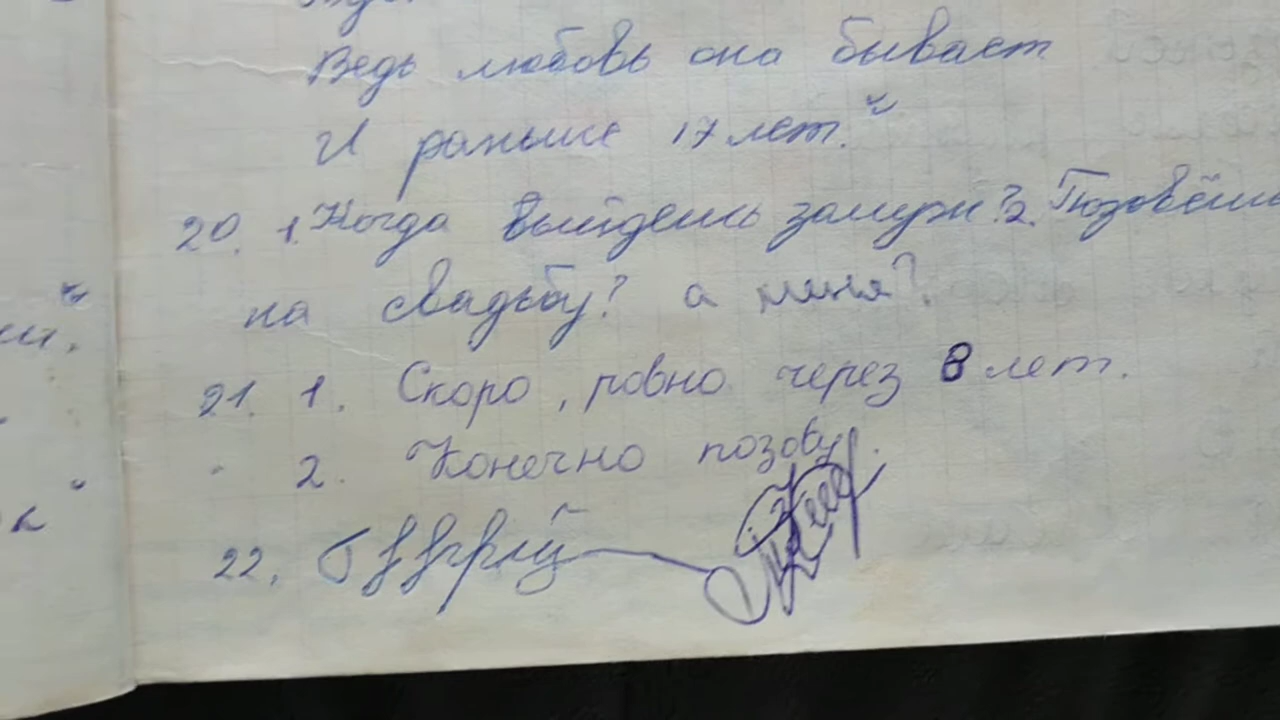 Ведь любовь она бывает
И раньше 17 лет."
20. 1. Когда выйдешь замуж? 2. Позовёшь
на свадьбу? а меня?
21. 1. Скоро, ровно через 8 лет.
2. Конечно позову.
22.